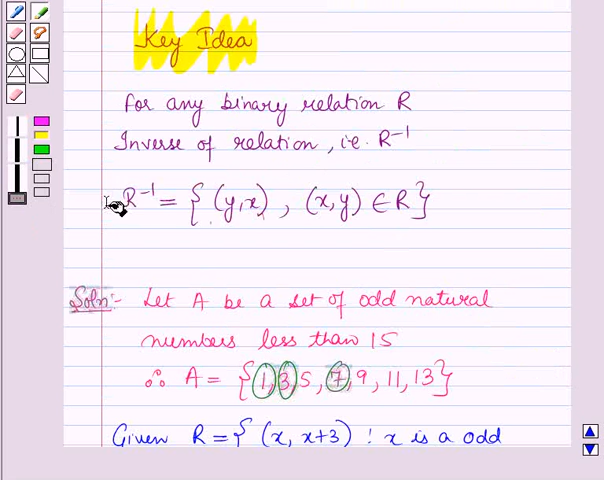 Key Idea
For any binary relation R
Inverse of relation, i.e. R⁻¹
R⁻¹ = { (y,x) , (x,y) ∈ R }
Soln:- Let A be a set of odd natural
numbers less than 15
∴ A = { 1, 3, 5, 7, 9, 11, 13 }
Given R = { (x, x+3) : x is a odd